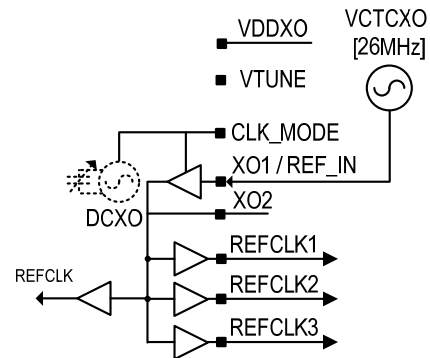 VCTCXO
[26MHz]
VDDXO
VTUNE
CLK_MODE
XO1 / REF_IN
XO2
DCXO
REFCLK1
REFCLK
REFCLK2
REFCLK3